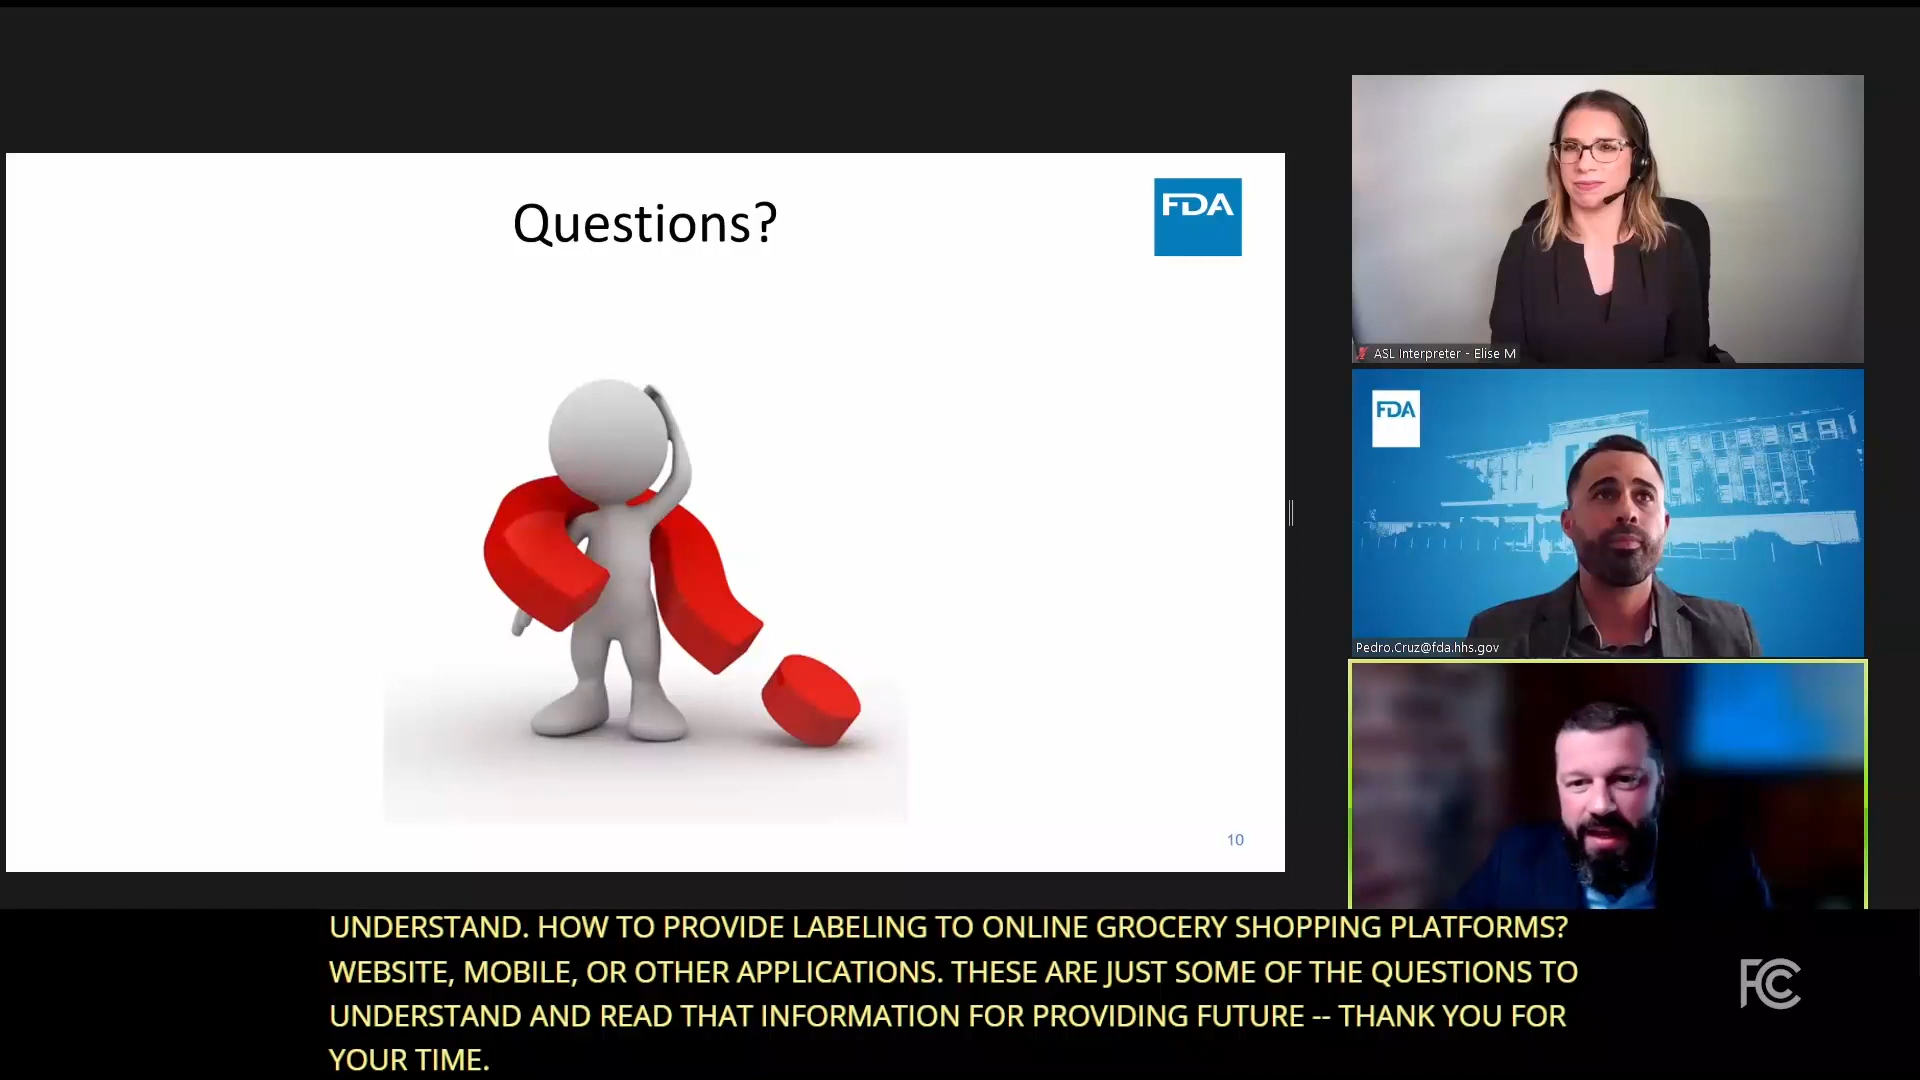 Questions?
FDA
10
ASL Interpreter - Elise M
FDA
Pedro.Cruz@fda.hhs.gov
UNDERSTAND. HOW TO PROVIDE LABELING TO ONLINE GROCERY SHOPPING PLATFORMS?
WEBSITE, MOBILE, OR OTHER APPLICATIONS. THESE ARE JUST SOME OF THE QUESTIONS TO
UNDERSTAND AND READ THAT INFORMATION FOR PROVIDING FUTURE -- THANK YOU FOR
YOUR TIME.
FCC